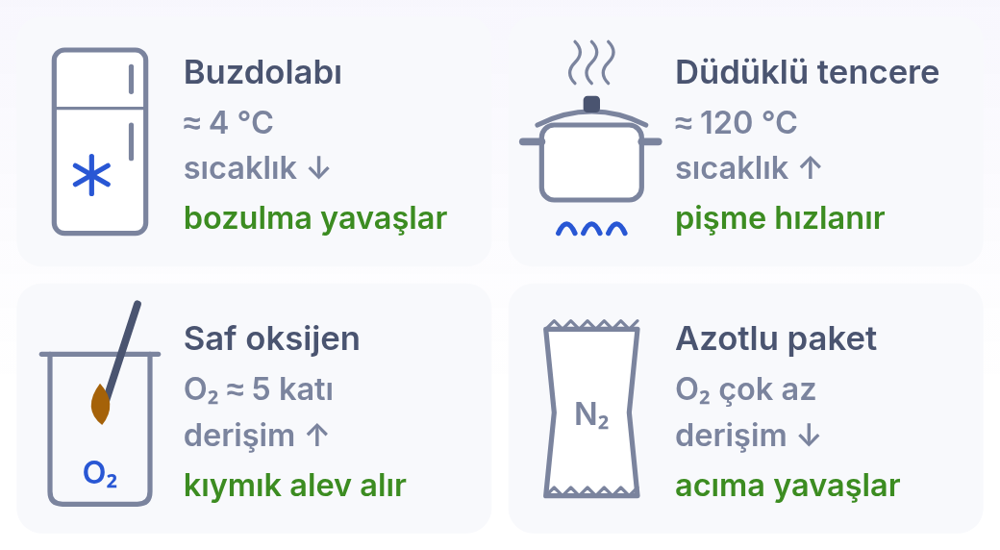 Buzdolabı
≈ 4 °C
sıcaklık ↓
bozulma yavaşlar
Düdüklü tencere
≈ 120 °C
sıcaklık ↑
pişme hızlanır
Saf oksijen
O₂ ≈ 5 katı
derişim ↑
kıymık alev alır
O₂
Azotlu paket
O₂ çok az
derişim ↓
acıma yavaşlar
N₂